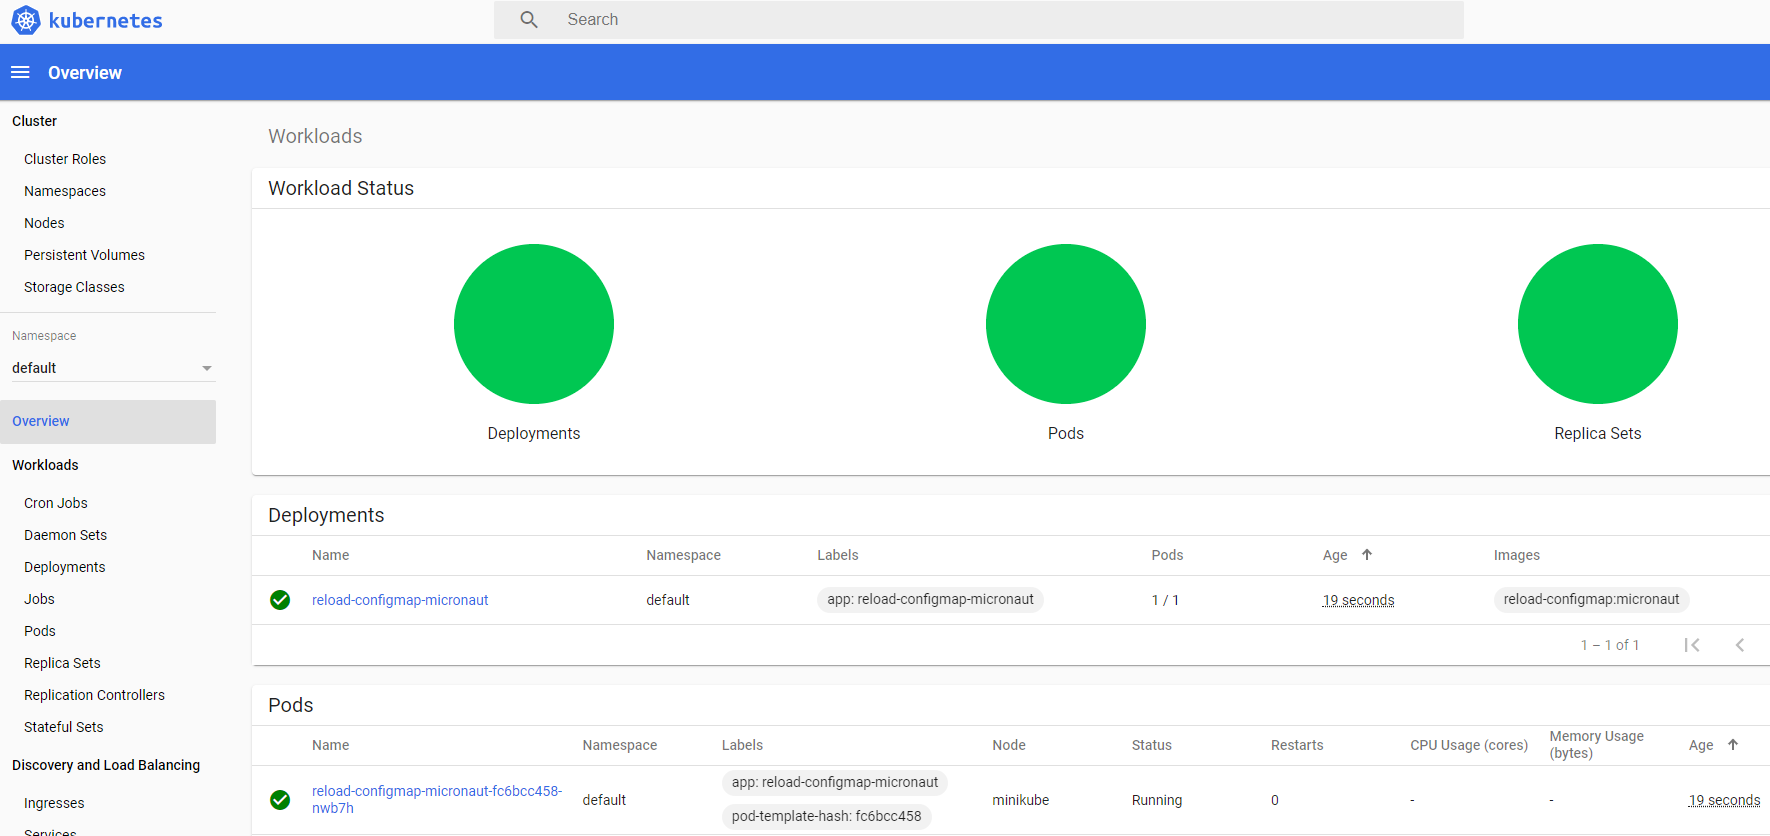 kubernetes
Search
Overview
Cluster
Cluster Roles
Namespaces
Nodes
Persistent Volumes
Storage Classes
Namespace
default
Overview
Workloads
Cron Jobs
Daemon Sets
Deployments
Jobs
Pods
Replica Sets
Replication Controllers
Stateful Sets
Discovery and Load Balancing
Ingresses
Services
Workloads
Workload Status
Deployments
Pods
Replica Sets
Deployments
Name Namespace Labels Pods Age Images
reload-configmap-micronaut default app: reload-configmap-micronaut 1 / 1 19 seconds reload-configmap:micronaut
1 – 1 of 1
Pods
Name Namespace Labels Node Status Restarts CPU Usage (cores) Memory Usage (bytes) Age
reload-configmap-micronaut-fc6bcc458-
nwb7h
default
app: reload-configmap-micronaut
pod-template-hash: fc6bcc458
minikube Running 0 - - 19 seconds